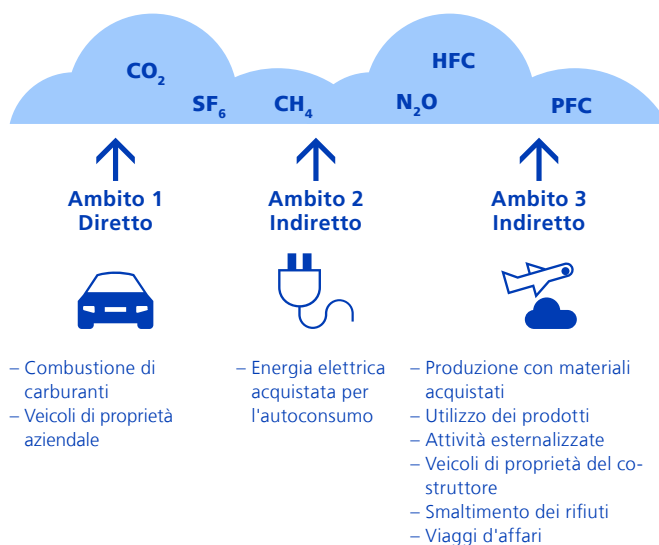 CO₂
HFC
SF₆
CH₄
N₂O
PFC
Ambito 1
Diretto
– Combustione di
carburanti
– Veicoli di proprietà
aziendale
Ambito 2
Indiretto
– Energia elettrica
acquistata per
l'autoconsumo
Ambito 3
Indiretto
– Produzione con materiali
acquistati
– Utilizzo dei prodotti
– Attività esternalizzate
– Veicoli di proprietà del co-
struttore
– Smaltimento dei rifiuti
– Viaggi d'affari